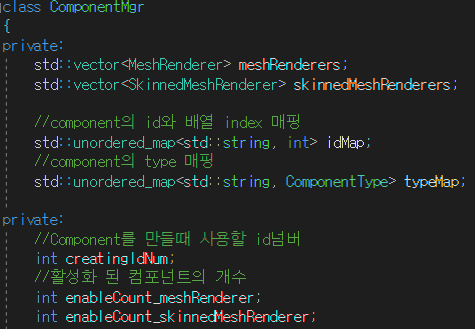 class ComponentMgr
{
private:
std::vector<MeshRenderer> meshRenderers;
std::vector<SkinnedMeshRenderer> skinnedMeshRenderers;
//component의 id와 배열 index 매핑
std::unordered_map<std::string, int> idMap;
//component의 type 매핑
std::unordered_map<std::string, ComponentType> typeMap;
private:
//Component를 만들때 사용할 id넘버
int creatingIdNum;
//활성화 된 컴포넌트의 개수
int enableCount_meshRenderer;
int enableCount_skinnedMeshRenderer;